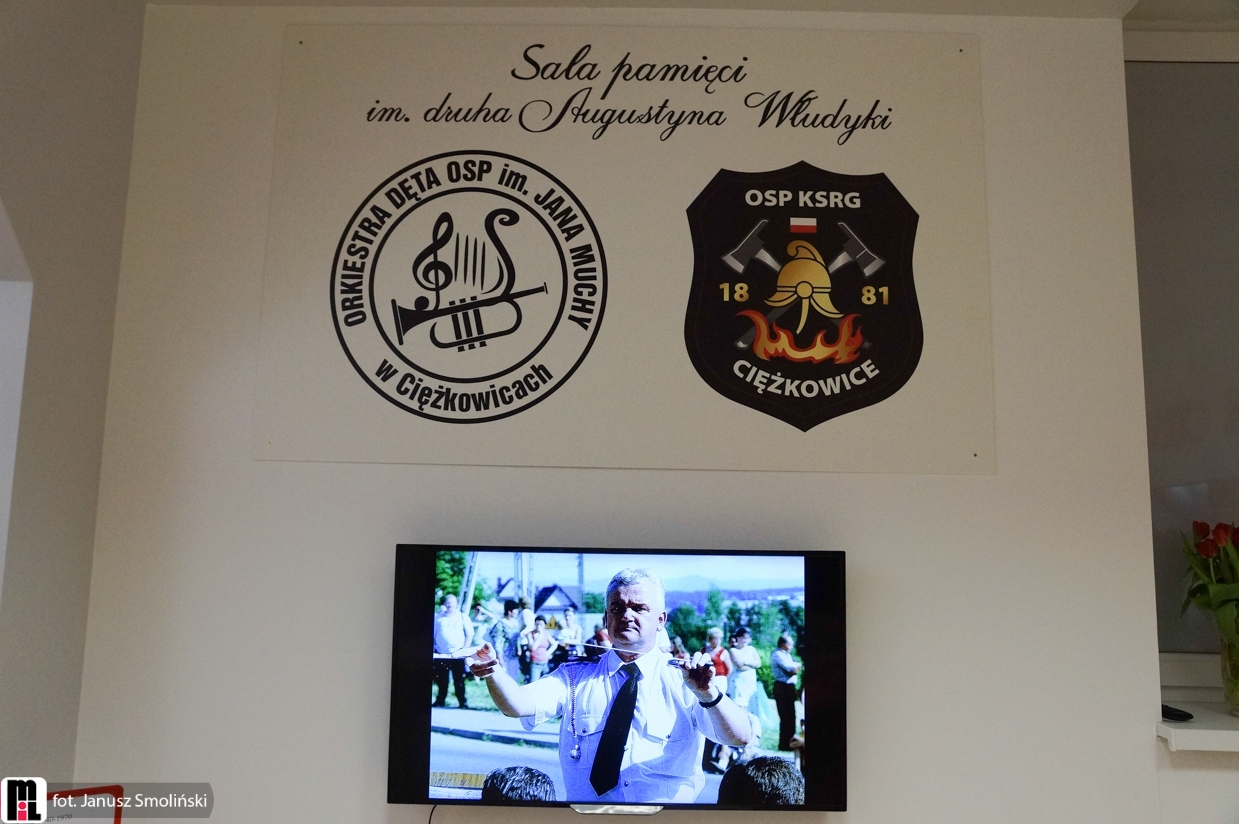 Sala pamięci
im. druha Augustyna Włudyki
ORKIESTRA DĘTA OSP im. JANA MUCHY
w Ciężkowicach
OSP KSRG
18 81
CIĘŻKOWICE
fot. Janusz Smoliński